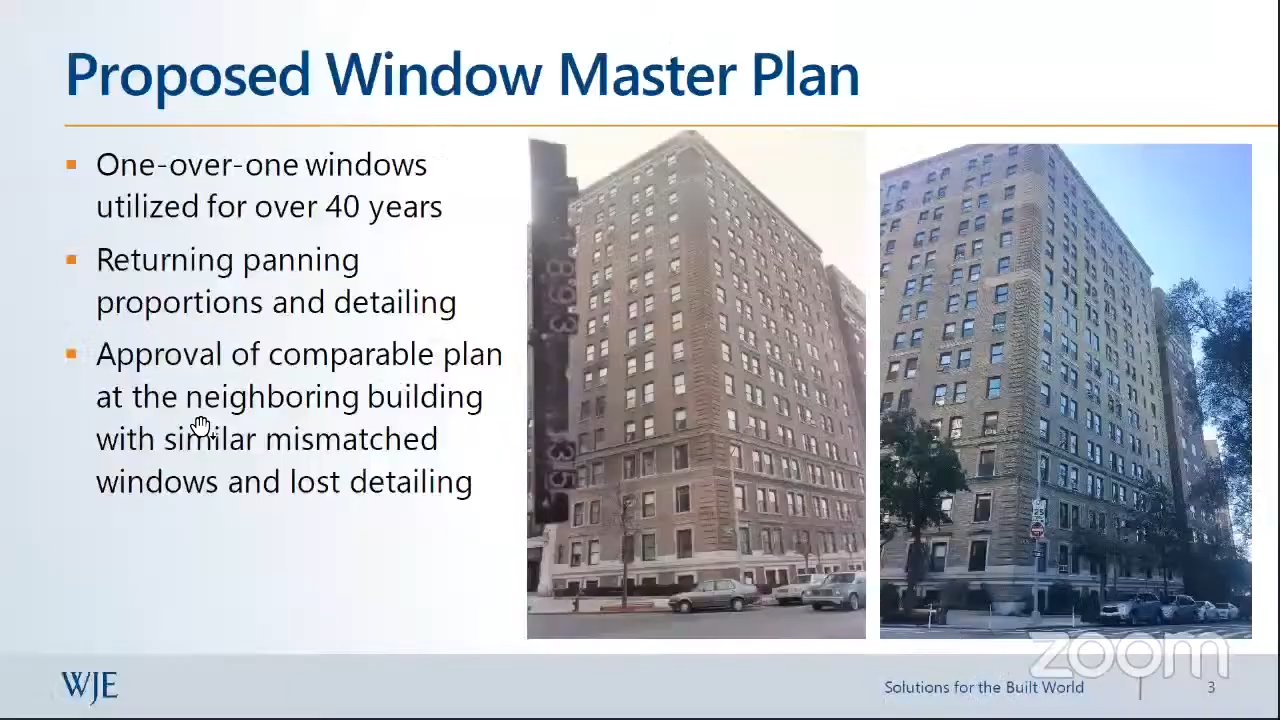 Proposed Window Master Plan
One-over-one windows
utilized for over 40 years
Returning panning
proportions and detailing
Approval of comparable plan
at the neighboring building
with similar mismatched
windows and lost detailing
WJE
Solutions for the Built World
3
zoom